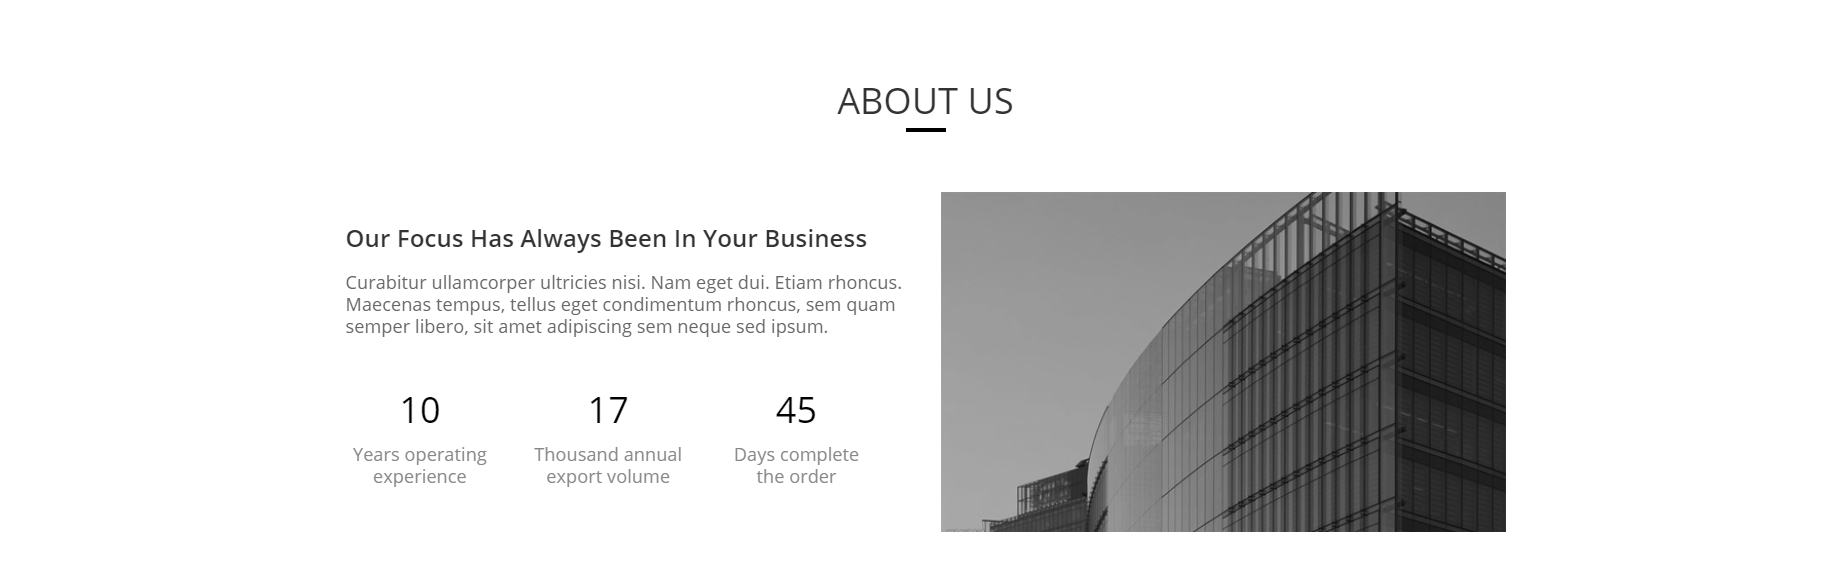 ABOUT US
Our Focus Has Always Been In Your Business
Curabitur ullamcorper ultricies nisi. Nam eget dui. Etiam rhoncus.
Maecenas tempus, tellus eget condimentum rhoncus, sem quam
semper libero, sit amet adipiscing sem neque sed ipsum.
10
Years operating
experience
17
Thousand annual
export volume
45
Days complete
the order